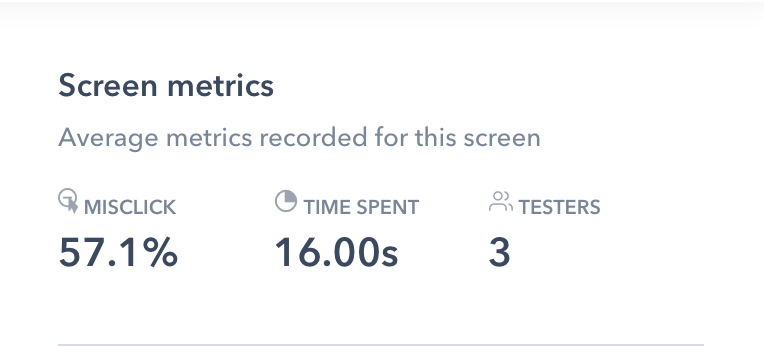 Screen metrics
Average metrics recorded for this screen
MISCLICK TIME SPENT TESTERS
57.1% 16.00s 3